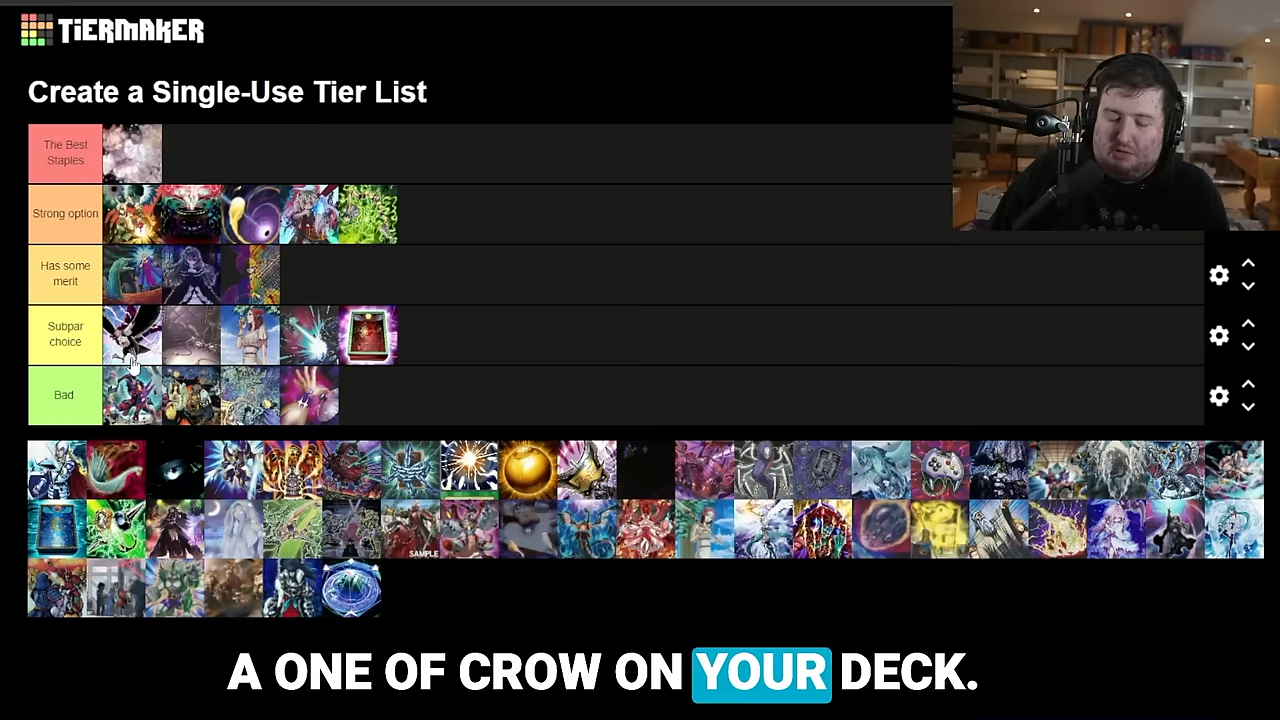 TiERMAKER
Create a Single-Use Tier List
The Best
Staples
Strong option
Has some
merit
Subpar
choice
Bad
SAMPLE
A ONE OF CROW ON YOUR DECK.